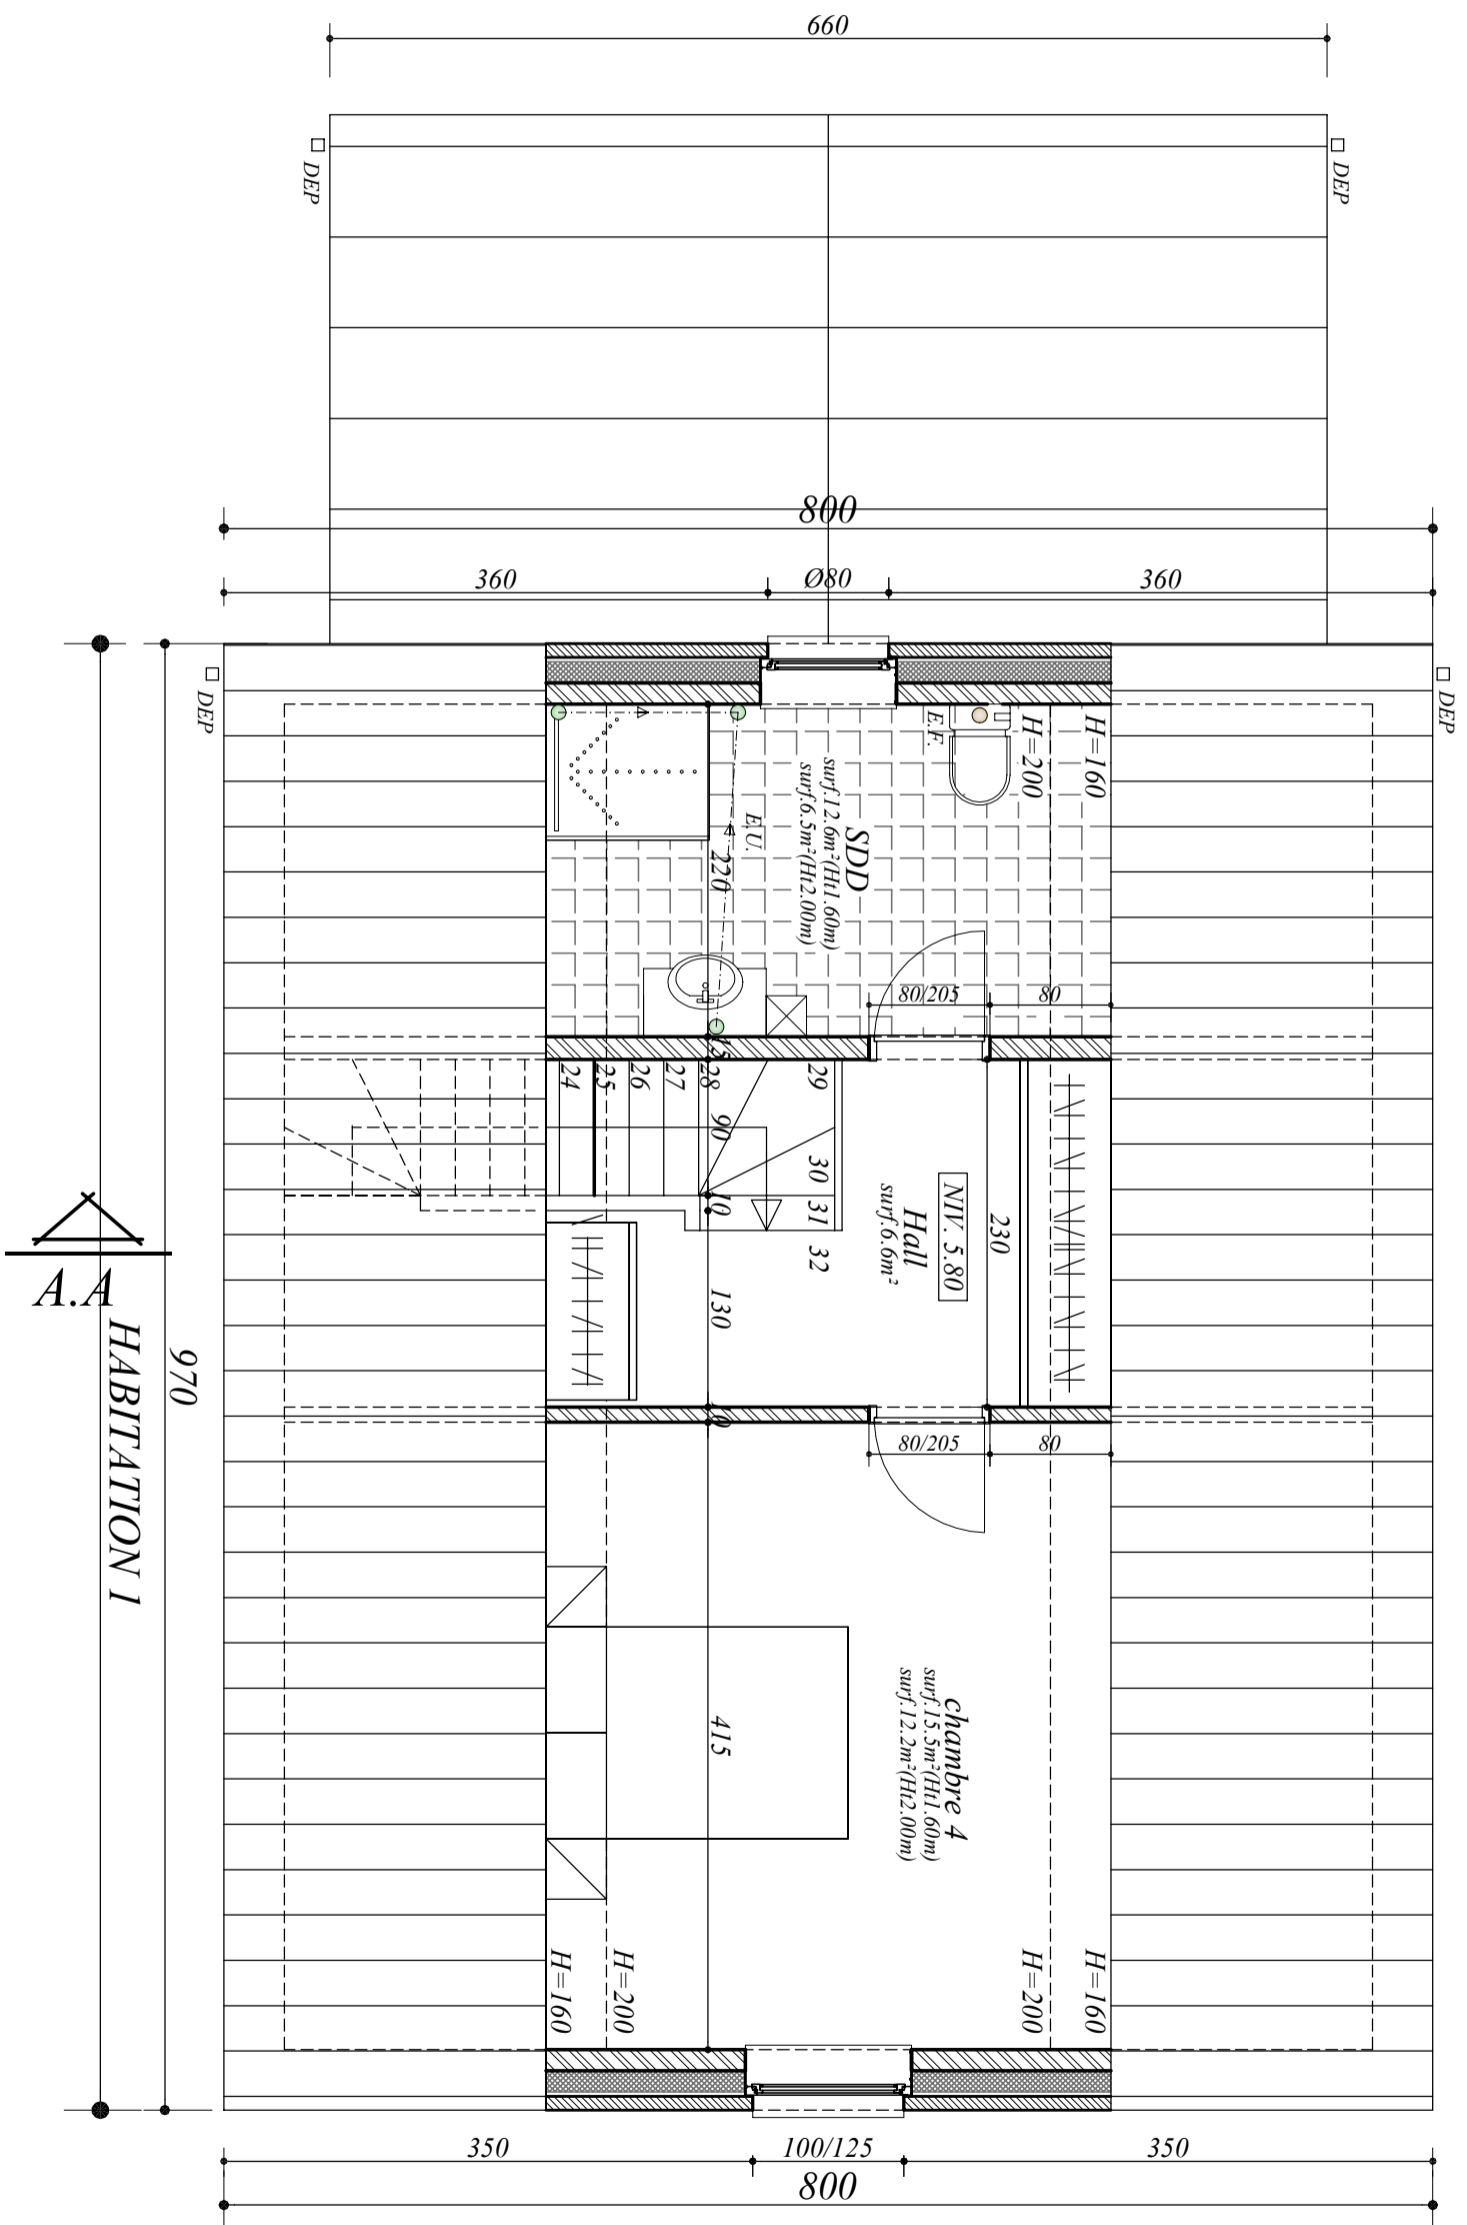 660
DEP
DEP
800
360
Ø80
360
DEP
DEP
E.F.
H=200
H=160
SDD
surf.12.6m²(Ht1.60m)
surf.6.5m²(Ht2.00m)
E.U.
220
80/205
80
15
24
25
26
27
28
29
90
30
31
32
10
NIV. 5.80
Hall
surf.6.6m²
230
130
10
80/205
80
A.A
HABITATION 1
970
415
chambre 4
surf.15.5m²(Ht1.60m)
surf.12.2m²(Ht2.00m)
H=160
H=200
H=200
H=160
350
100/125
350
800